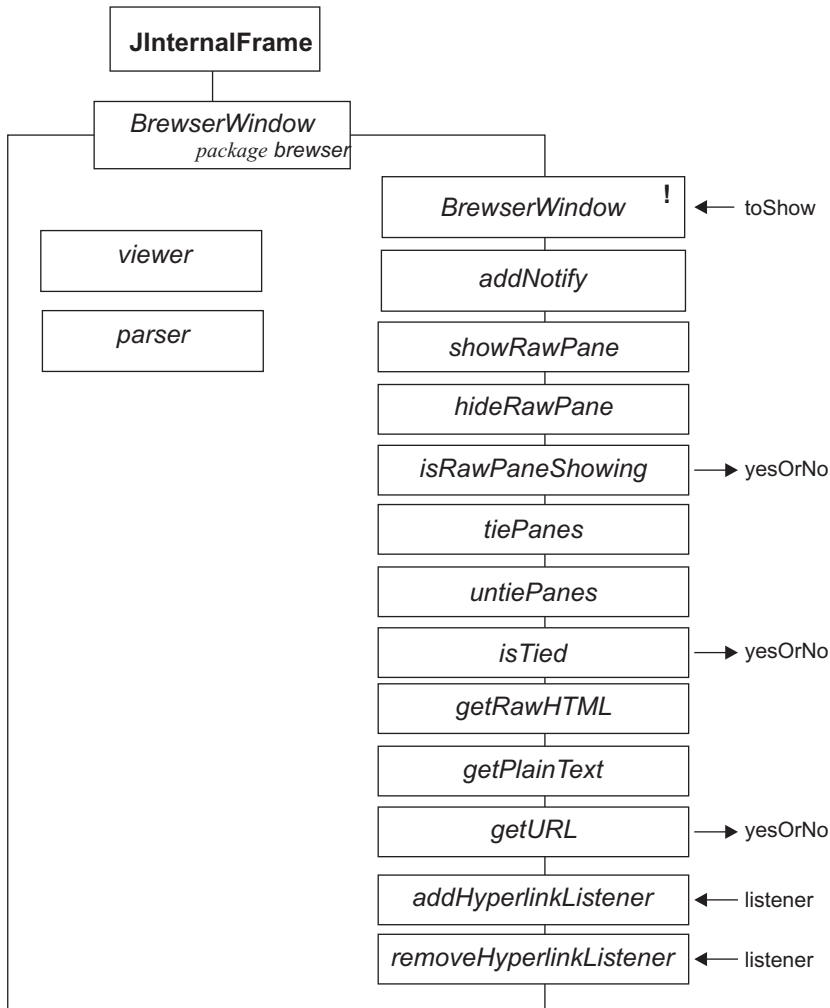 JInternalFrame
BrewserWindow
package brewser
BrewserWindow !
toShow
viewer
addNotify
parser
showRawPane
hideRawPane
isRawPaneShowing
yesOrNo
tiePanes
untiePanes
isTied
yesOrNo
getRawHTML
getPlainText
getURL
yesOrNo
addHyperlinkListener
listener
removeHyperlinkListener
listener